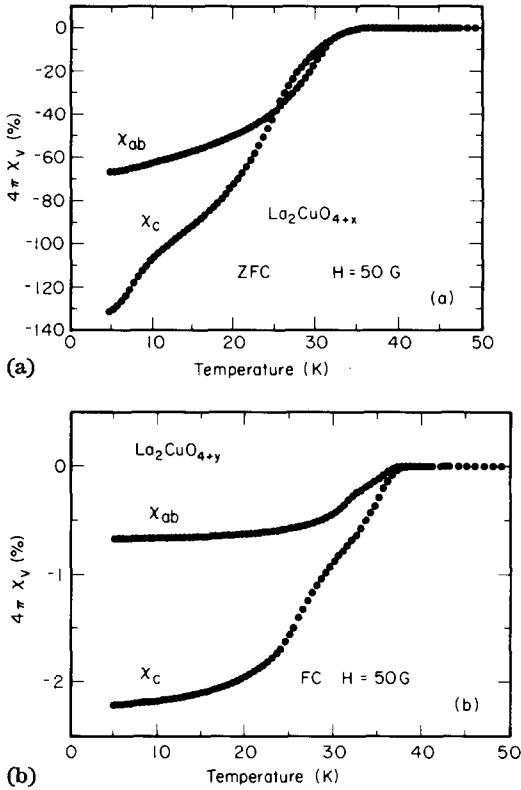 0
-20
-40
-60
-80
-100
-120
-140
4π χV (%)
χab
χc
La2CuO4+x
ZFC H = 50 G
(a)
0 10 20 30 40 50
Temperature (K)
(a)
La2CuO4+y
0
-1
-2
4π χV (%)
χab
χc
FC H = 50G
(b)
0 10 20 30 40 50
Temperature (K)
(b)